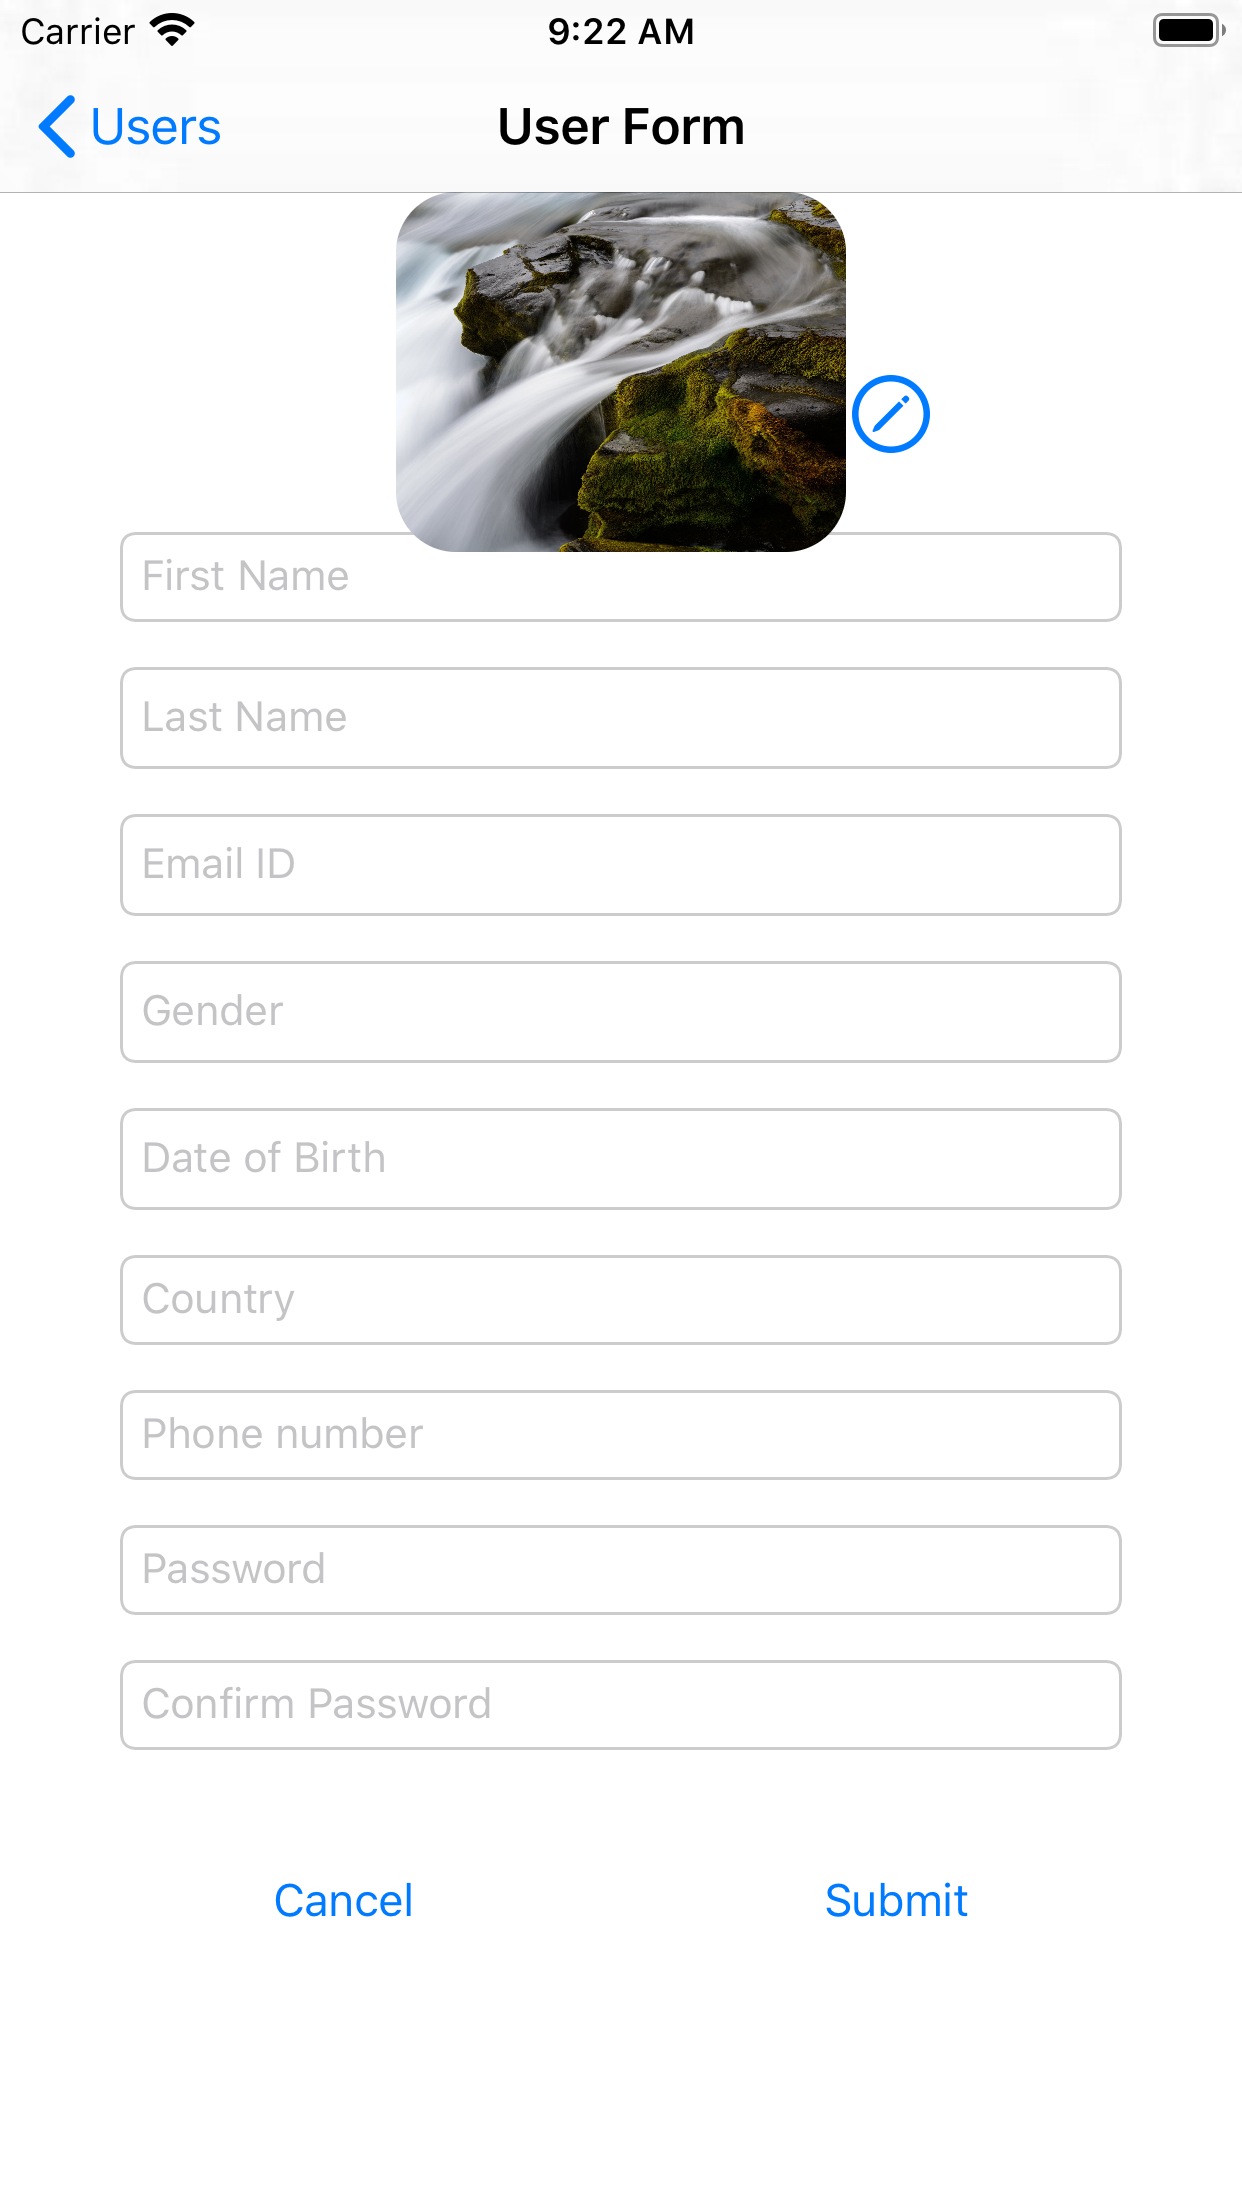 Carrier 9:22 AM
Users User Form
First Name
Last Name
Email ID
Gender
Date of Birth
Country
Phone number
Password
Confirm Password
Cancel Submit